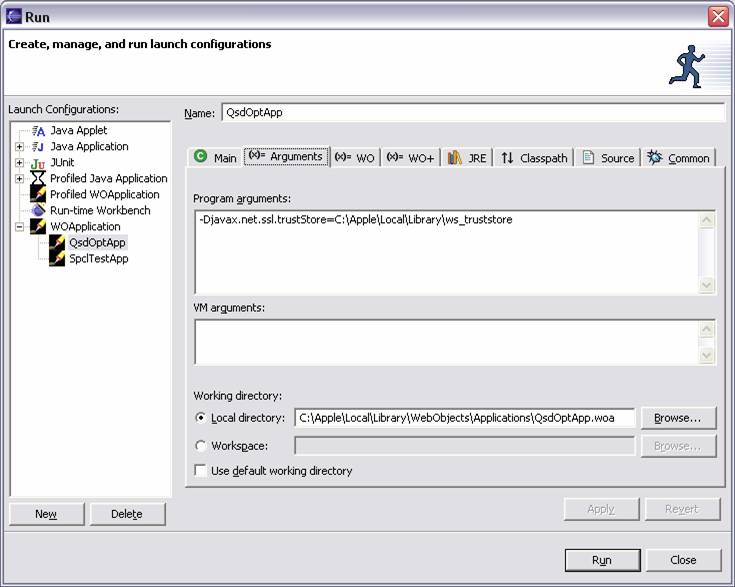 Run
Create, manage, and run launch configurations
Launch Configurations:
Java Applet
Java Application
JUnit
Profiled Java Application
Profiled WOApplication
Run-time Workbench
WOApplication
QsdOptApp
SpclTestApp
New
Delete
Name: QsdOptApp
Main (x)= Arguments (x)= WO (x)= WO+ JRE Classpath Source Common
Program arguments:
-Djavax.net.ssl.trustStore=C:\Apple\Local\Library\ws_truststore
VM arguments:
Working directory:
Local directory: C:\Apple\Local\Library\WebObjects\Applications\QsdOptApp.woa Browse...
Workspace: Browse...
Use default working directory
Apply Revert
Run Close